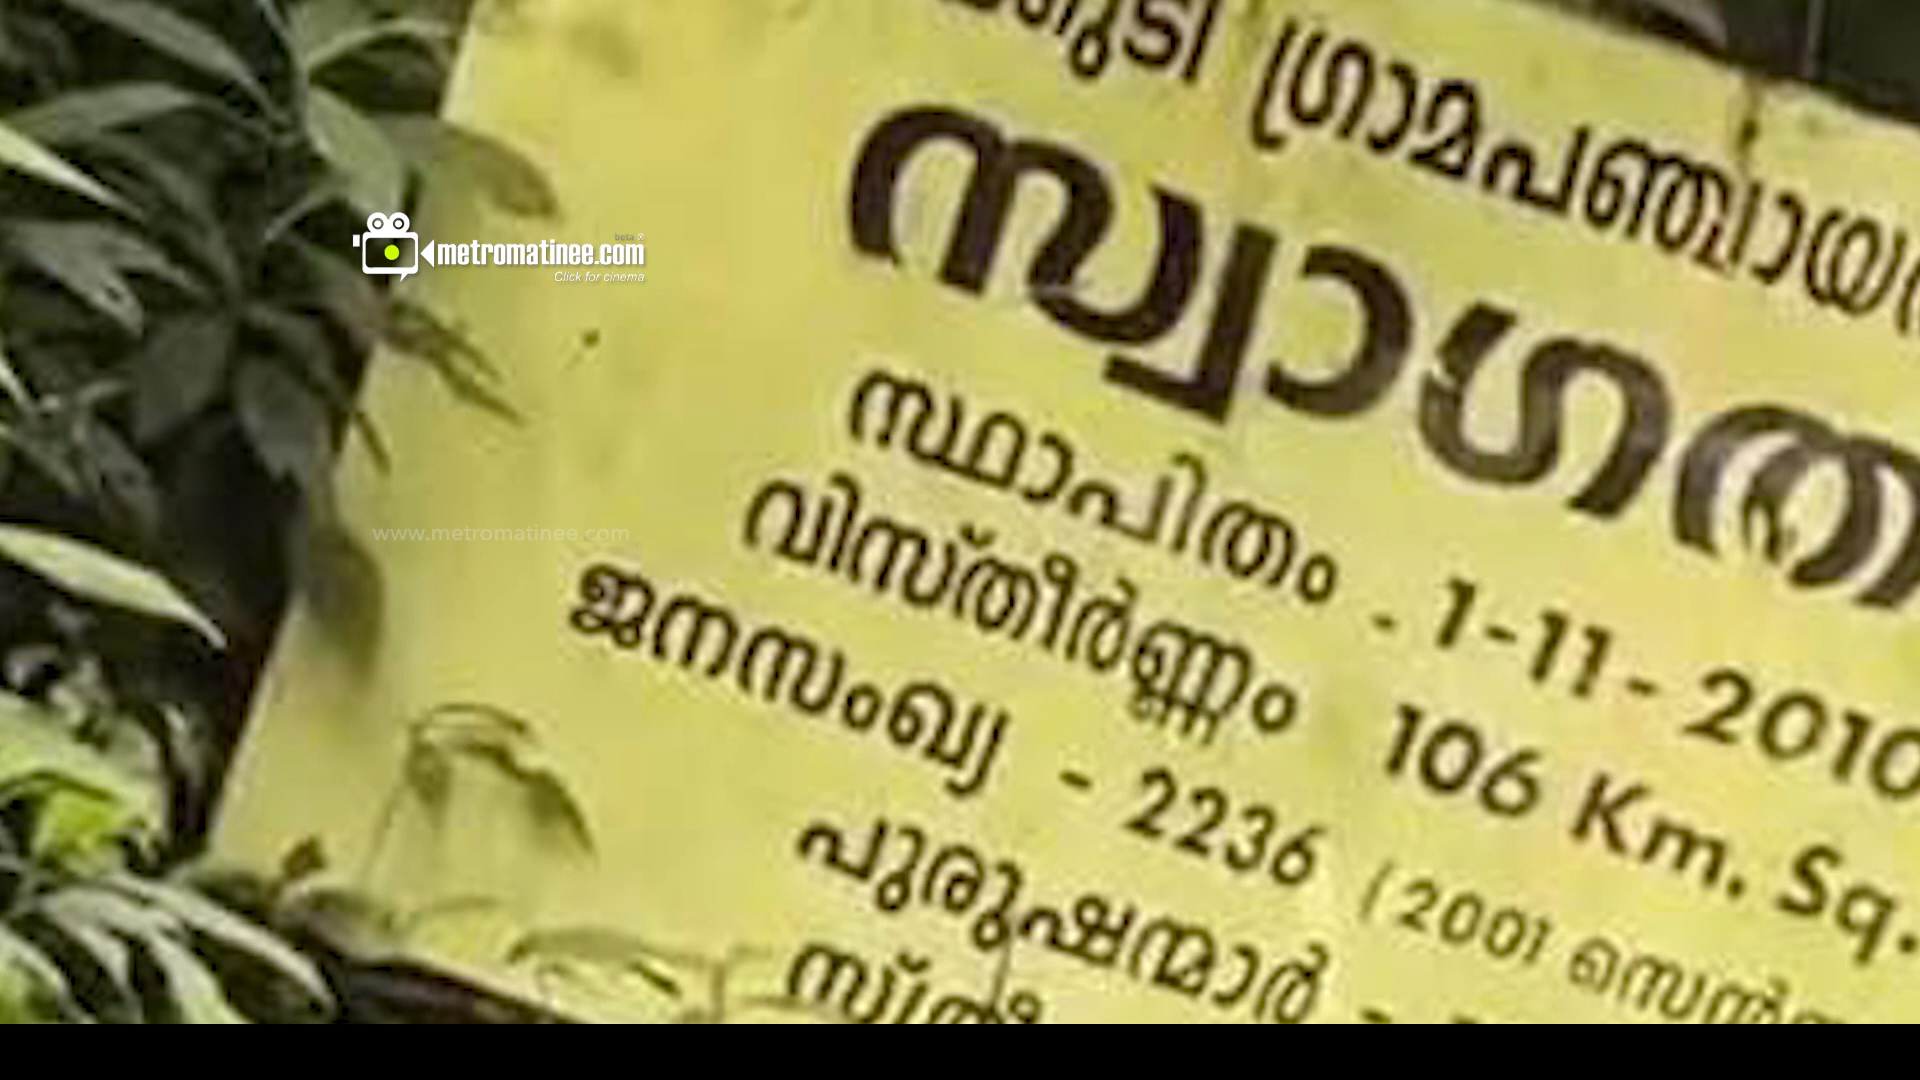 ഗ്രാമപഞ്ചായ
സ്വാഗത
സ്ഥാപിതം - 1-11-2010
വിസ്തീർണ്ണം 106 Km. Sq.
ജനസംഖ്യ - 2236 (2001
പുരുഷന്മാർ -
സ്ത്രീ
metromatinee.com
beta
Click for cinema
www.metromatinee.com